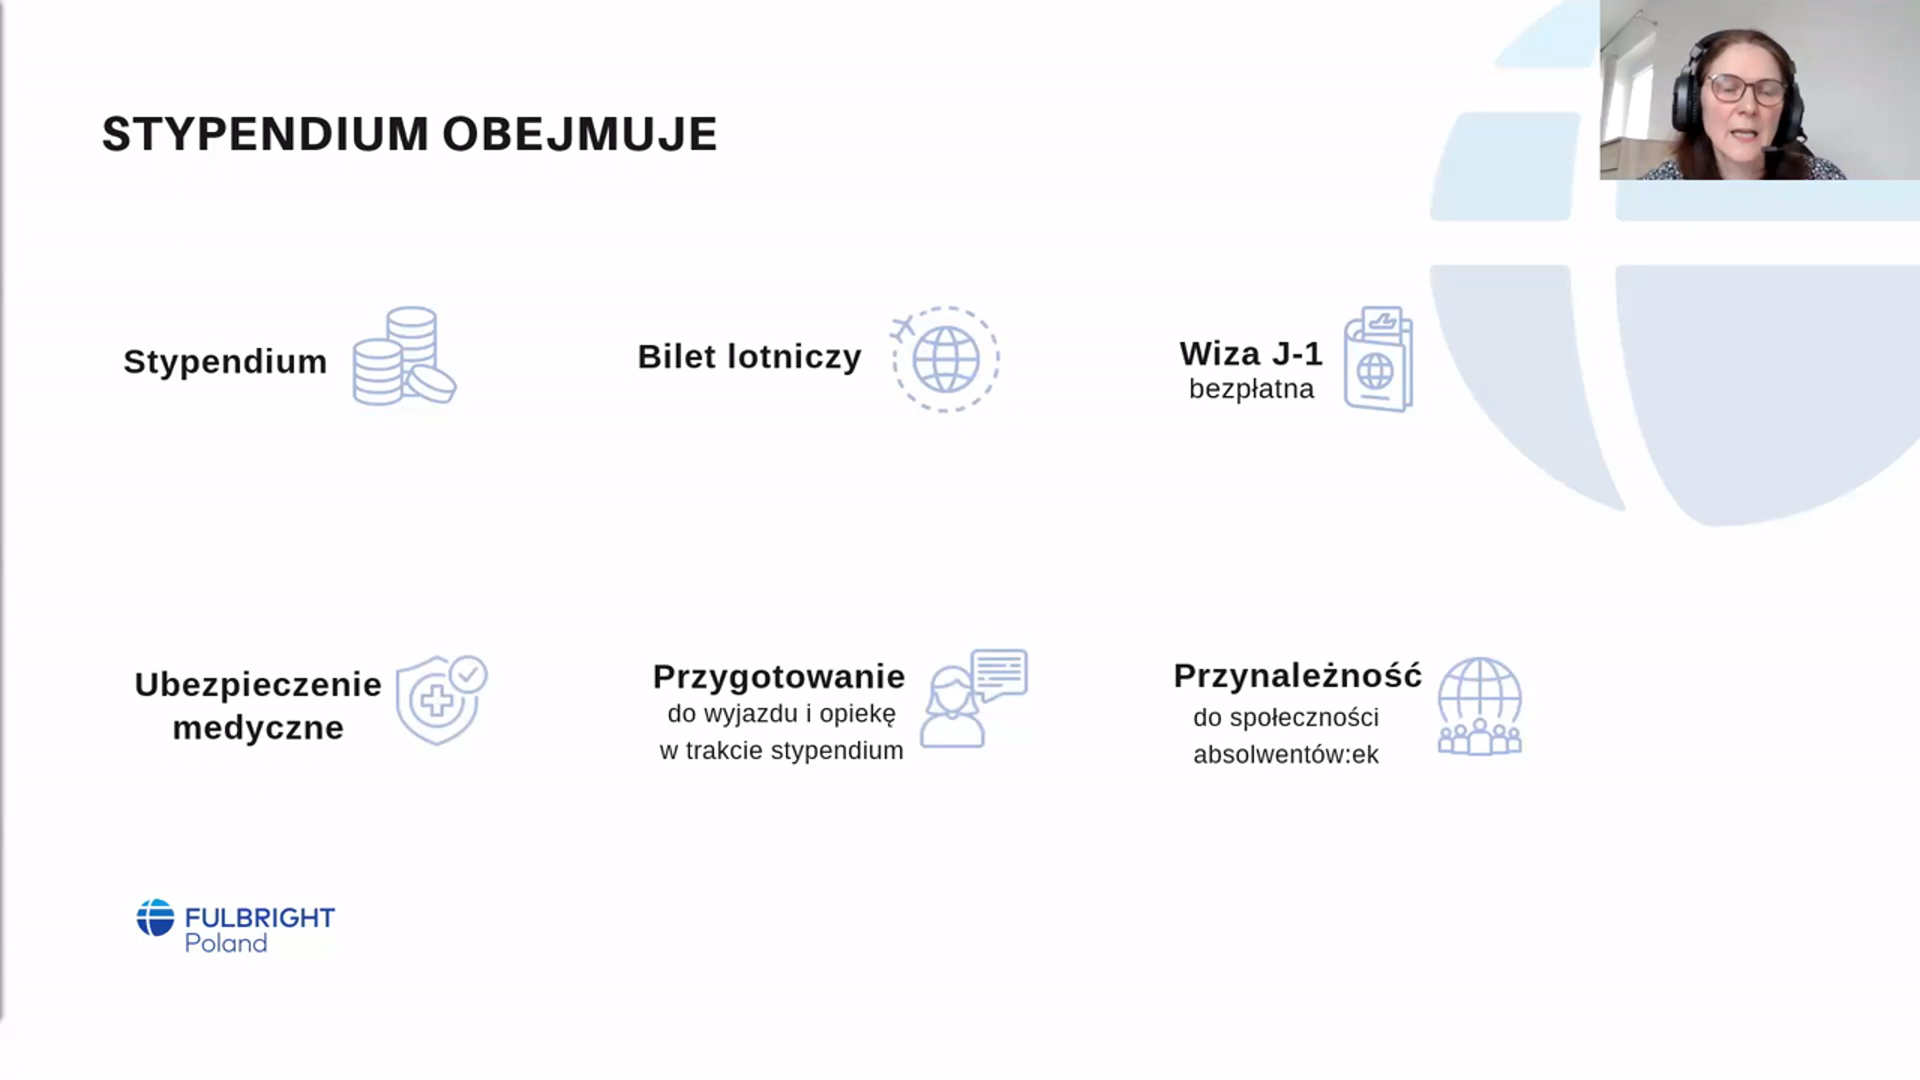 STYPENDIUM OBEJMUJE
Stypendium
Bilet lotniczy
Wiza J-1
bezpłatna
Ubezpieczenie
medyczne
Przygotowanie
do wyjazdu i opiekę
w trakcie stypendium
Przynależność
do społeczności
absolwentów:ek
FULBRIGHT
Poland